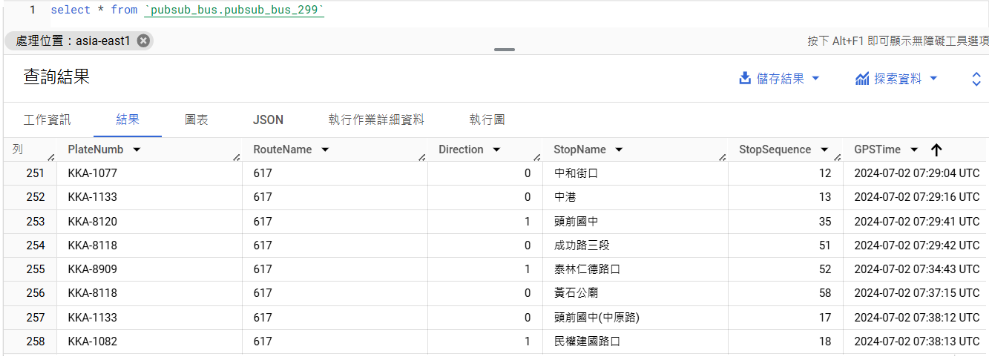 1 select * from `pubsub_bus.pubsub_bus_299`
處理位置：asia-east1
按下 Alt+F1 即可顯示無障礙工具選項
查詢結果 儲存結果 探索資料
工作資訊 結果 圖表 JSON 執行作業詳細資料 執行圖
列 PlateNumb RouteName Direction StopName StopSequence GPSTime
251 KKA-1077 617 0 中和街口 12 2024-07-02 07:29:04 UTC
252 KKA-1133 617 0 中港 13 2024-07-02 07:29:16 UTC
253 KKA-8120 617 1 頭前國中 35 2024-07-02 07:29:41 UTC
254 KKA-8118 617 0 成功路三段 51 2024-07-02 07:29:42 UTC
255 KKA-8909 617 1 泰林仁德路口 52 2024-07-02 07:34:43 UTC
256 KKA-8118 617 0 黃石公廟 58 2024-07-02 07:37:15 UTC
257 KKA-1133 617 0 頭前國中(中原路) 17 2024-07-02 07:38:12 UTC
258 KKA-1082 617 1 民權建國路口 18 2024-07-02 07:38:13 UTC